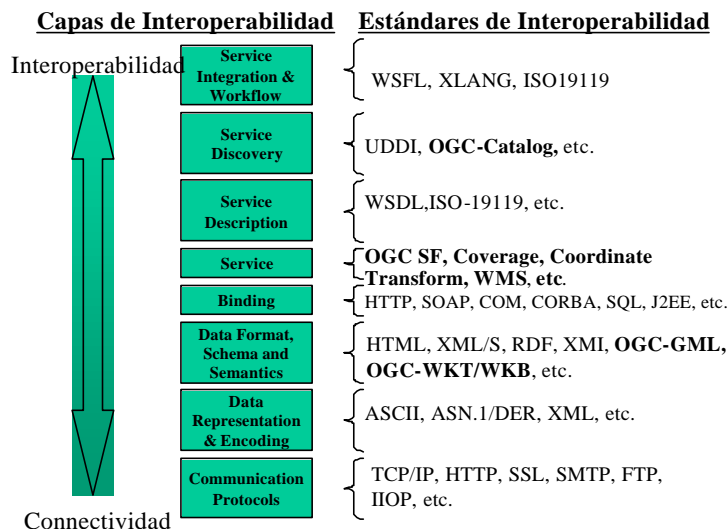 Capas de Interoperabilidad
Estándares de Interoperabilidad
Interoperabilidad
Service
Integration &
Workflow
WSFL, XLANG, ISO19119
Service
Discovery
UDDI, OGC-Catalog, etc.
Service
Description
WSDL,ISO-19119, etc.
Service
OGC SF, Coverage, Coordinate
Transform, WMS, etc.
Binding
HTTP, SOAP, COM, CORBA, SQL, J2EE, etc.
Data Format,
Schema and
Semantics
HTML, XML/S, RDF, XMI, OGC-GML,
OGC-WKT/WKB, etc.
Data
Representation
& Encoding
ASCII, ASN.1/DER, XML, etc.
Communication
Protocols
TCP/IP, HTTP, SSL, SMTP, FTP,
IIOP, etc.
Connectividad